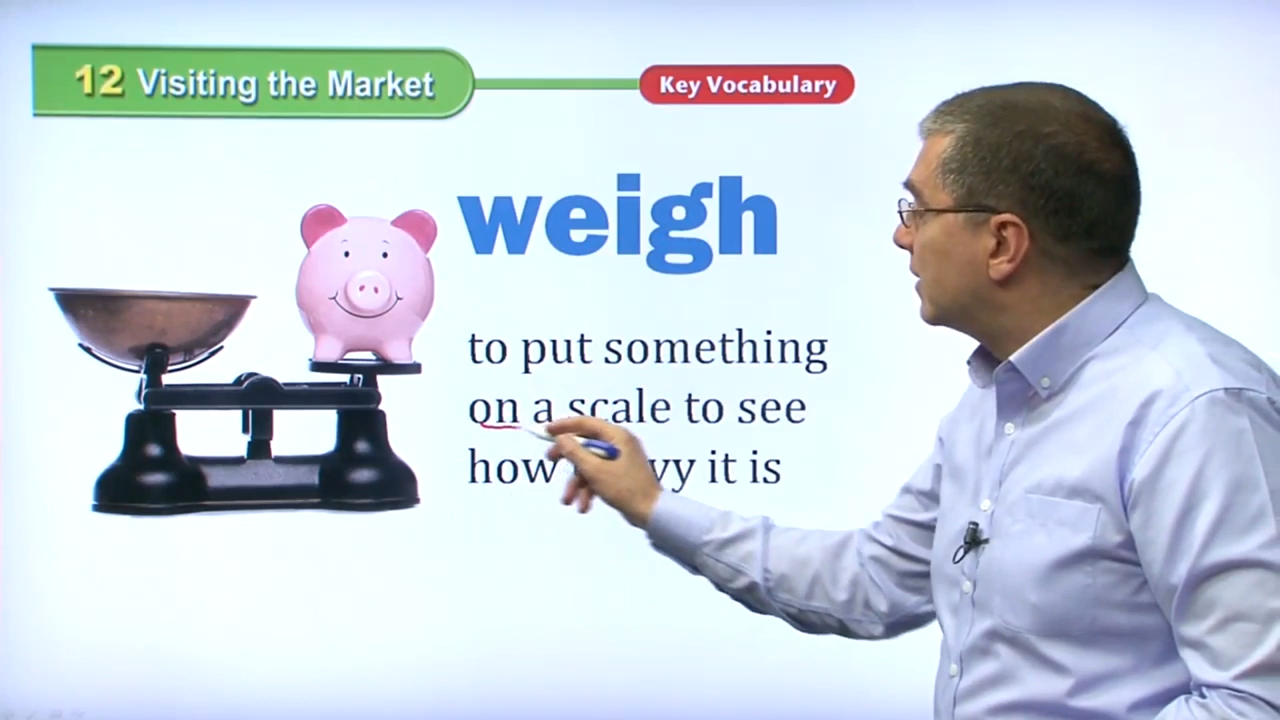 12 Visiting the Market
Key Vocabulary
weigh
to put something
on a scale to see
how it is